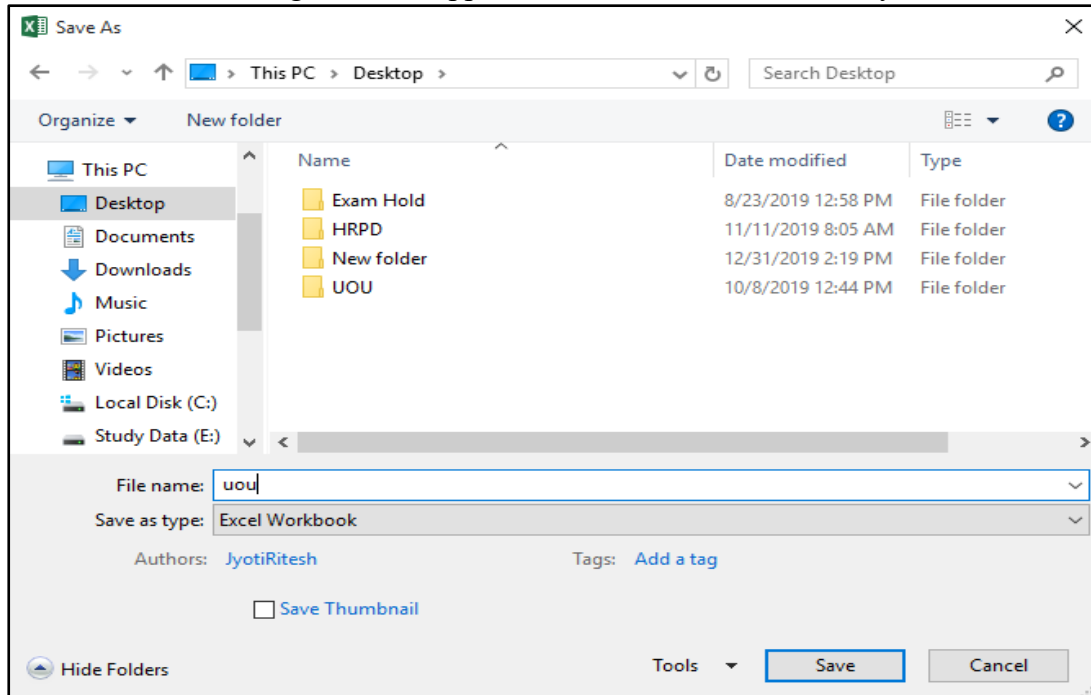 Save As
This PC > Desktop >
Search Desktop
Organize
New folder
This PC
Desktop
Documents
Downloads
Music
Pictures
Videos
Local Disk (C:)
Study Data (E:)
Name Date modified Type
Exam Hold 8/23/2019 12:58 PM File folder
HRPD 11/11/2019 8:05 AM File folder
New folder 12/31/2019 2:19 PM File folder
UOU 10/8/2019 12:44 PM File folder
File name: uou
Save as type: Excel Workbook
Authors: JyotiRitesh Tags: Add a tag
Save Thumbnail
Hide Folders Tools Save Cancel